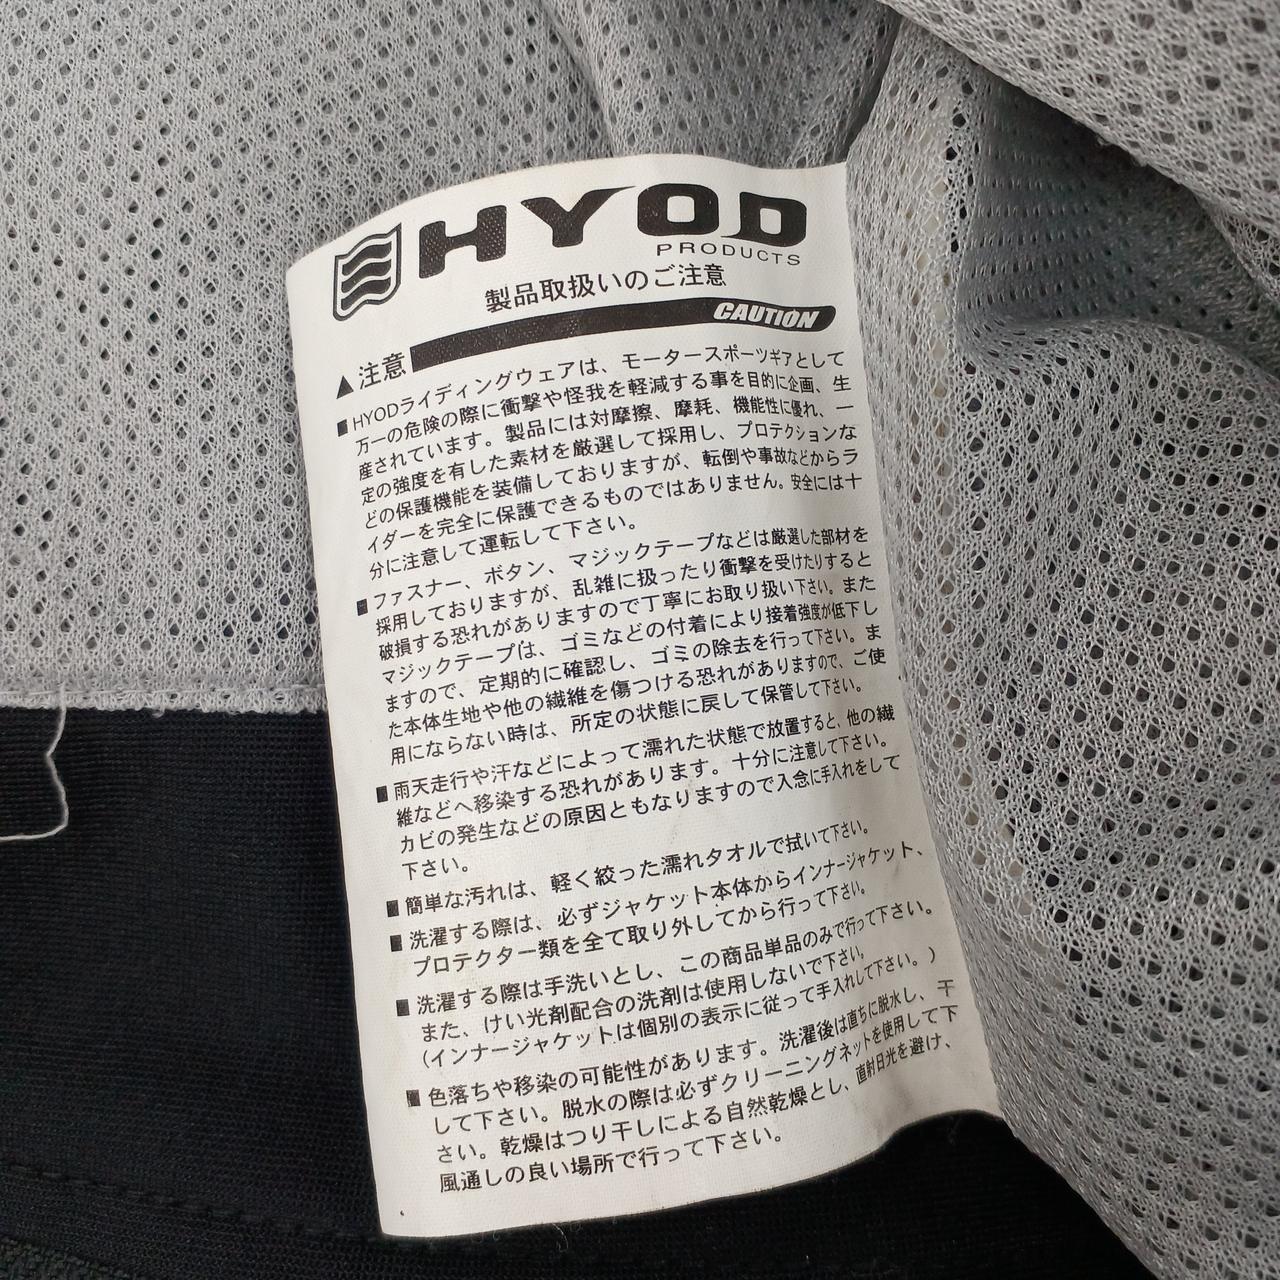 HYOD
PRODUCTS
製品取扱いのご注意
CAUTION
▲注意
■HYODライディングウェアは、モータースポーツギアとして
万一の危険の際に衝撃や怪我を軽減する事を目的に企画、生
産されています。製品には対摩擦、摩耗、機能性に優れ、一
定の強度を有した素材を厳選して採用し、プロテクションな
どの保護機能を装備しておりますが、転倒や事故などからラ
イダーを完全に保護できるものではありません。安全には十
分に注意して運転して下さい。
■ファスナー、ボタン、マジックテープなどは厳選した部材を
採用しておりますが、乱雑に扱ったり衝撃を受けたりすると
破損する恐れがありますので丁寧にお取り扱い下さい。また
マジックテープは、ゴミなどの付着により接着強度が低下し
ますので、定期的に確認し、ゴミの除去を行って下さい。ま
た本体生地や他の繊維を傷つける恐れがありますので、ご使
用にならない時は、所定の状態に戻して保管して下さい。
■雨天走行や汗などによって濡れた状態で放置すると、他の繊
維などへ移染する恐れがあります。十分に注意して下さい。
カビの発生などの原因ともなりますので入念に手入れをして
下さい。
■簡単な汚れは、軽く絞った濡れタオルで拭いて下さい。
■洗濯する際は、必ずジャケット本体からインナージャケット、
プロテクター類を全て取り外してから行って下さい。
■洗濯する際は手洗いとし、この商品単品のみで行って下さい。
また、けい光剤配合の洗剤は使用しないで下さい。
(インナージャケットは個別の表示に従って手入れして下さい。)
■色落ちや移染の可能性があります。洗濯後は直ちに脱水し、干
して下さい。脱水の際は必ずクリーニングネットを使用して下
さい。乾燥はつり干しによる自然乾燥とし、直射日光を避け、
風通しの良い場所で行って下さい。